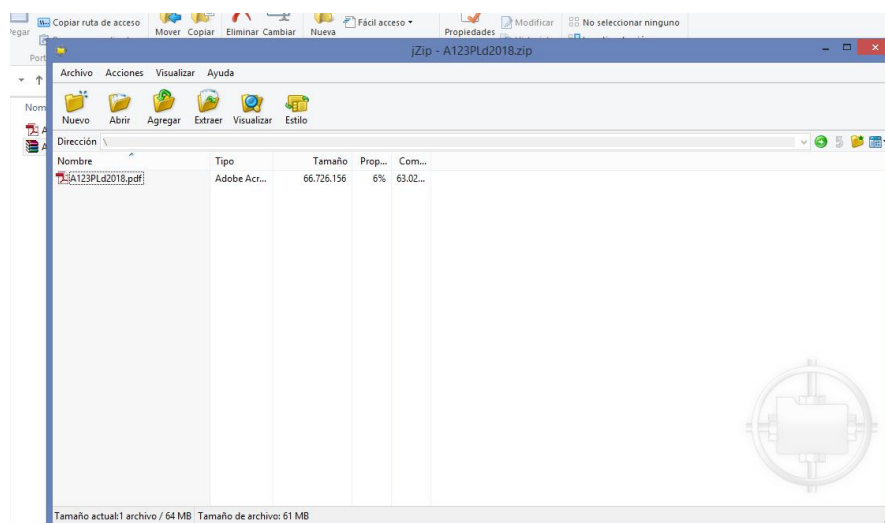 Copiar ruta de acceso
Mover Copiar Eliminar Cambiar Nueva Fácil acceso Propiedades Modificar No seleccionar ninguno
jZip - A123PLd2018.zip
Archivo Acciones Visualizar Ayuda
Nuevo Abrir Agregar Extraer Visualizar Estilo
Dirección \
Nombre Tipo Tamaño Prop... Com...
A123PLd2018.pdf Adobe Acr... 66.726.156 6% 63.02...
Tamaño actual:1 archivo / 64 MB Tamaño de archivo: 61 MB